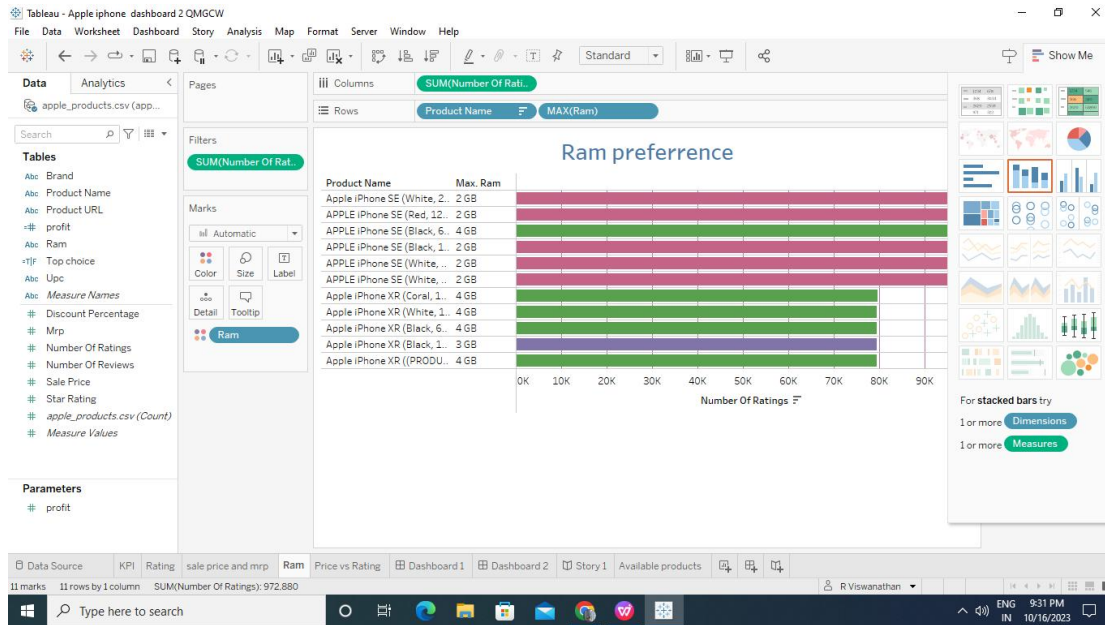 Tableau - Apple iphone dashboard 2 QMGCW
File Data Worksheet Dashboard Story Analysis Map Format Server Window Help
Standard
Show Me
Data Analytics
apple_products.csv (app...
Search
Tables
Abc Brand
Abc Product Name
Abc Product URL
=# profit
Abc Ram
=T|F Top choice
Abc Upc
Abc Measure Names
# Discount Percentage
# Mrp
# Number Of Ratings
# Number Of Reviews
# Sale Price
# Star Rating
# apple_products.csv (Count)
# Measure Values
Parameters
# profit
Pages
Filters
SUM(Number Of Rat..
Marks
Automatic
Color Size Label
Detail Tooltip
Ram
Columns SUM(Number Of Rati..
Rows Product Name MAX(Ram)
Ram preferrence
Product Name Max. Ram
Apple iPhone SE (White, 2.. 2 GB
APPLE iPhone SE (Red, 12.. 2 GB
APPLE iPhone SE (Black, 6.. 4 GB
APPLE iPhone SE (Black, 1.. 2 GB
APPLE iPhone SE (White, .. 2 GB
APPLE iPhone SE (White, .. 2 GB
Apple iPhone XR (Coral, 1.. 4 GB
Apple iPhone XR (White, 1.. 4 GB
Apple iPhone XR (Black, 6.. 4 GB
Apple iPhone XR (Black, 1.. 3 GB
Apple iPhone XR ((PRODU.. 4 GB
0K 10K 20K 30K 40K 50K 60K 70K 80K 90K
Number Of Ratings
For stacked bars try
1 or more Dimensions
1 or more Measures
Data Source KPI Rating sale price and mrp Ram Price vs Rating Dashboard 1 Dashboard 2 Story 1 Available products
11 marks 11 rows by 1 column SUM(Number Of Ratings): 972,880
R Viswanathan
Type here to search
ENG 9:31 PM
IN 10/16/2023